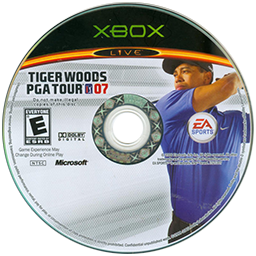 XBOX
LIVE
TIGER WOODS
PGA TOUR 07
Do not make illegal
copies of this disc
E
ESRB
DOLBY
DIGITAL
EA
SPORTS
Game Experience May
Change During Online Play
NTSC
Microsoft